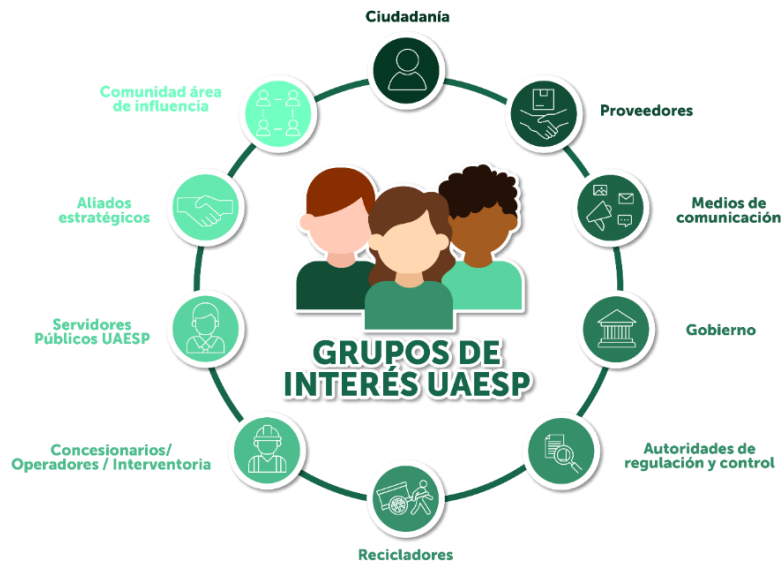 Ciudadanía
Proveedores
Medios de
comunicación
Gobierno
Autoridades de
regulación y control
Recicladores
Concesionarios/
Operadores / Interventoria
Servidores
Públicos UAESP
Aliados
estratégicos
Comunidad área
de influencia
GRUPOS DE
INTERÉS UAESP